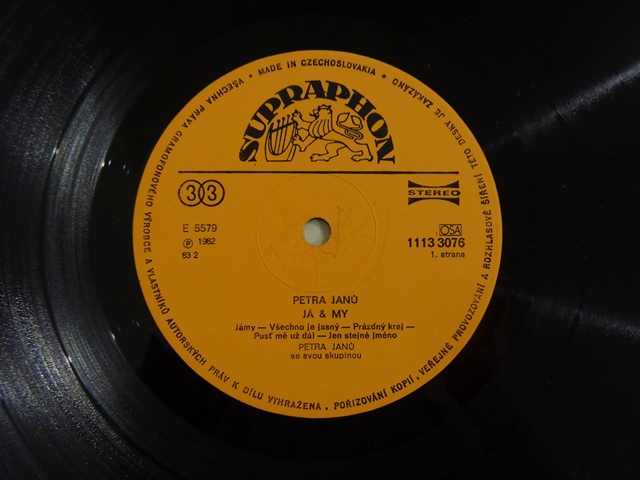 VŠECHNA PRÁVA GRAMOFONOVÉHO VÝROBCE A VLASTNÍKŮ AUTORSKÝCH PRÁV K DÍLU VYHRAŽENA. POŘIZOVÁNÍ KOPIÍ, VEŘEJNÉ PROVOZOVÁNÍ A ROZHLASOVÉ ŠÍŘENÍ TÉTO DESKY JE ZAKÁZÁNO • MADE IN CZECHOSLOVAKIA •
SUPRAPHON
33
STEREO
E 5579
℗ 1982
83 2
OSA
1113 3076
1. strana
PETRA JANŮ
JÁ & MY
Jámy — Všechno je jasný — Prázdný kraj —
Pusť mě už dál — Jen stejné jméno
PETRA JANŮ
se svou skupinou